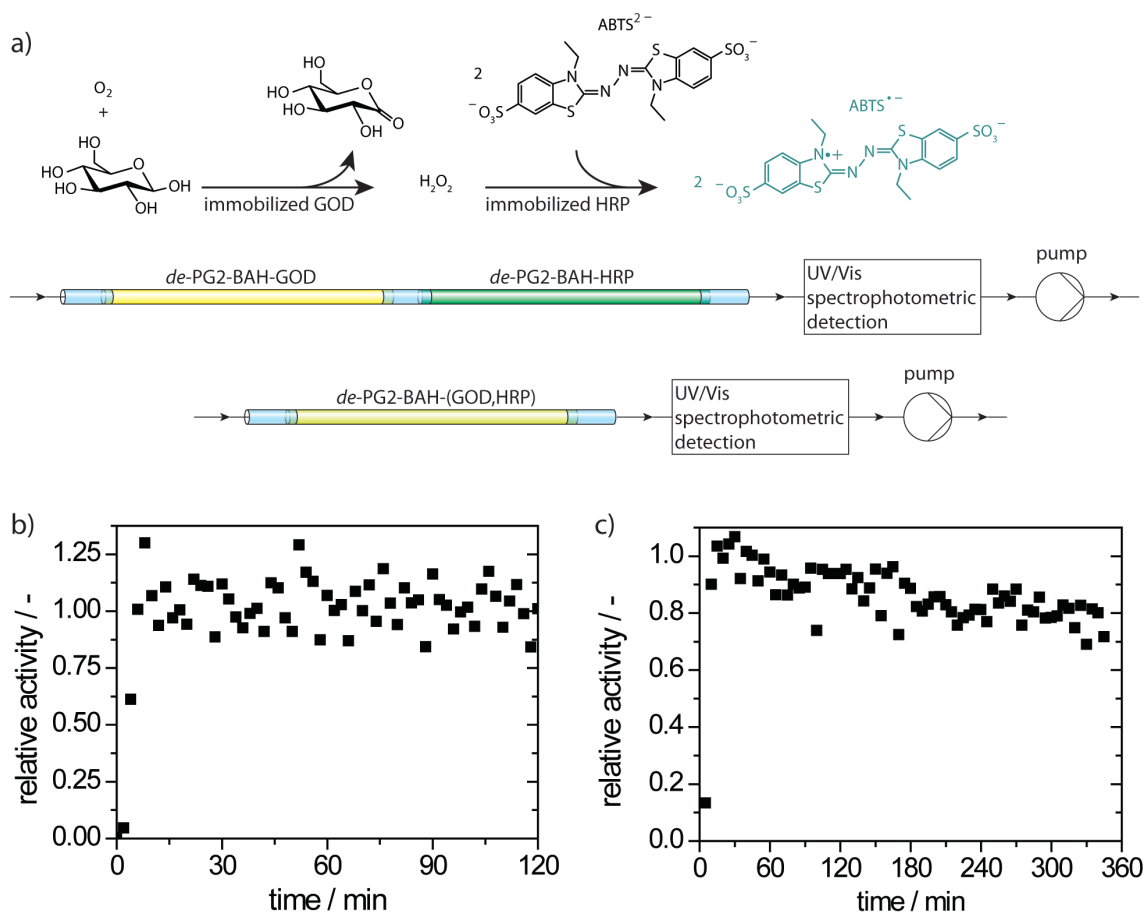 a)
ABTS²⁻
O₂
+
HO
HO
HO
O
OH
OH
immobilized GOD
HO
HO
HO
O
OH
O
H₂O₂
2
⁻O₃S
S
N
N
N
S
N
SO₃⁻
immobilized HRP
ABTS•⁻
2
⁻O₃S
S
N•+
N
N
S
N
SO₃⁻
de-PG2-BAH-GOD
de-PG2-BAH-HRP
UV/Vis
spectrophotometric
detection
pump
de-PG2-BAH-(GOD,HRP)
UV/Vis
spectrophotometric
detection
pump
b)
relative activity / -
1.25
1.00
0.75
0.50
0.25
0.00
0 30 60 90 120
time / min
c)
relative activity / -
1.0
0.8
0.6
0.4
0.2
0.0
0 60 120 180 240 300 360
time / min